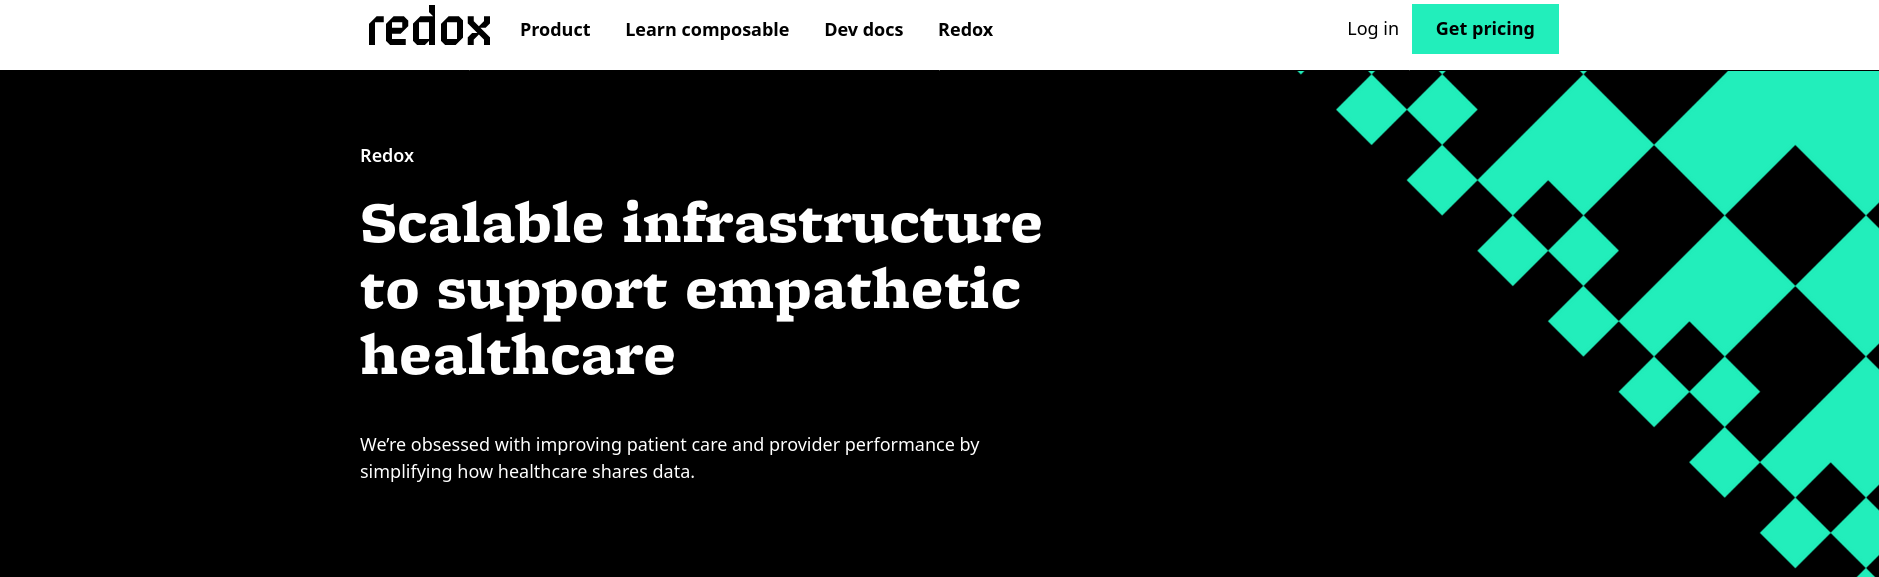 redox Product Learn composable Dev docs Redox Log in Get pricing
Redox
Scalable infrastructure
to support empathetic
healthcare
We’re obsessed with improving patient care and provider performance by
simplifying how healthcare shares data.